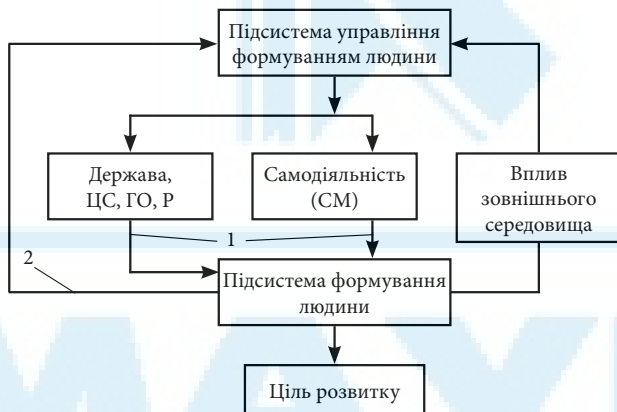 Підсистема управління
формуванням людини
Держава,
ЦС, ГО, Р
Самодіяльність
(СМ)
Вплив
зовнішнього
середовища
1
2
Підсистема формування
людини
Ціль розвитку